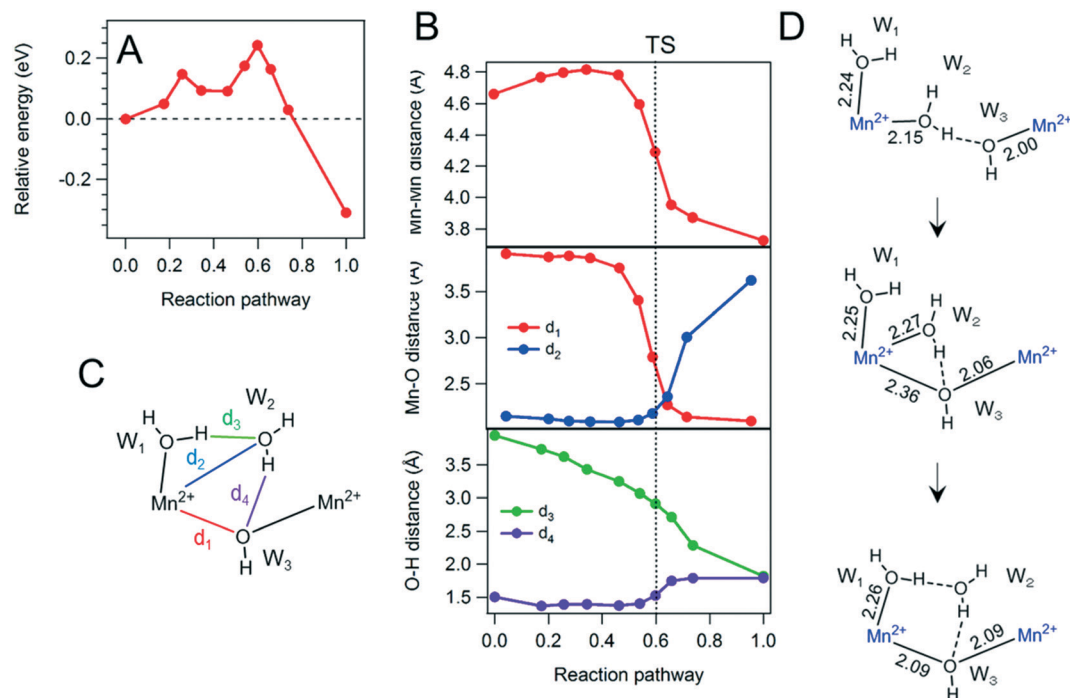 A
Relative energy (eV)
0.2
0.0
-0.2
0.0 0.2 0.4 0.6 0.8 1.0
Reaction pathway
B
TS
Mn-Mn distance (A)
4.8
4.6
4.4
4.2
4.0
3.8
Mn-O distance (A)
3.5
3.0
2.5
d₁
d₂
O-H distance (Å)
3.5
3.0
2.5
2.0
1.5
d₃
d₄
0.0 0.2 0.4 0.6 0.8 1.0
Reaction pathway
C
W₂
H
H
d₃
O
W₁
O
H
d₂
H
Mn²⁺
d₄
Mn²⁺
d₁
O
H
W₃
D
W₁
H
H
O
W₂
2.24
H
W₃
Mn²⁺
O
H
Mn²⁺
2.15
O
2.00
H
W₁
H
H
O
W₂
2.25
2.27
H
O
Mn²⁺
H
2.06
Mn²⁺
2.36
O
H
W₃
H
H
W₁
O
H
O
W₂
2.26
H
Mn²⁺
2.09
Mn²⁺
2.09
O
W₃
H